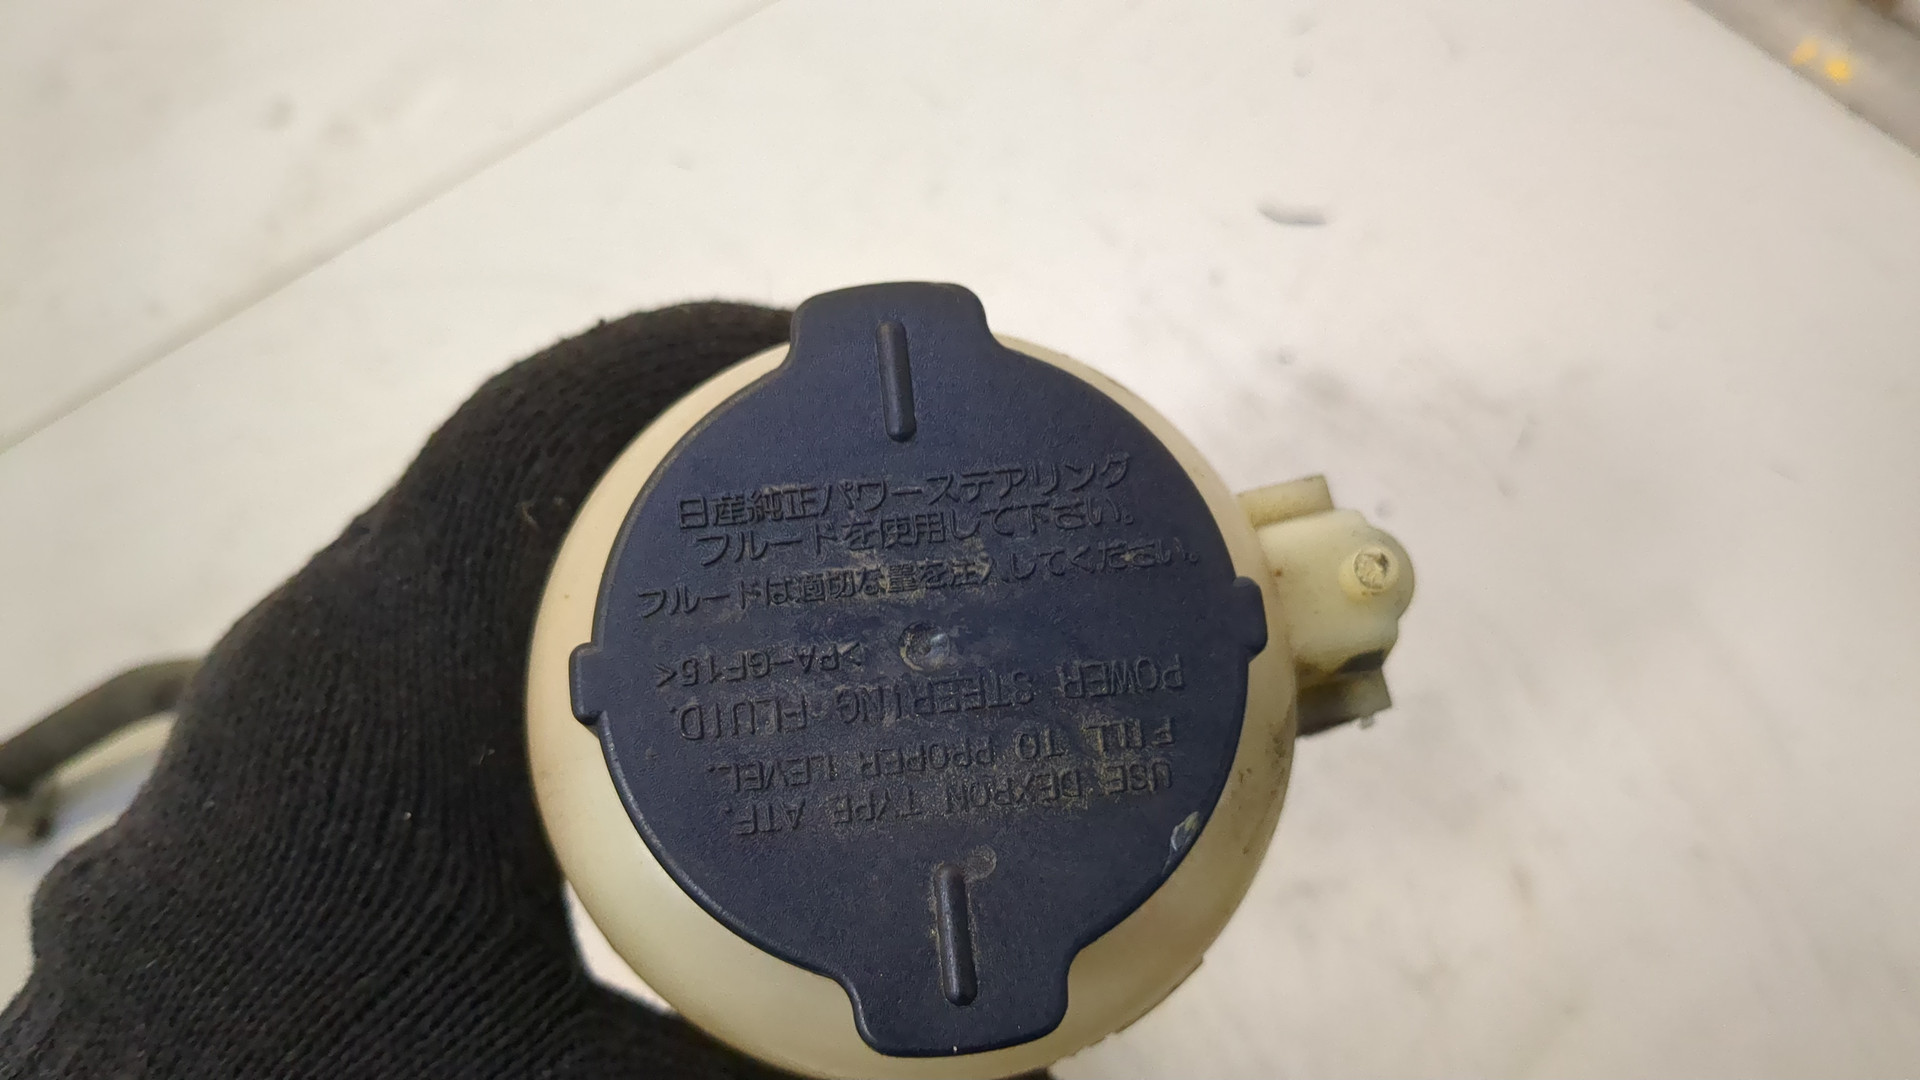 日産純正パワーステアリング
フルードを使用して下さい。
フルードは適切な量を注入してください。
USE DEXRON TYPE ATF.
FILL TO PROPER LEVEL.
POWER STEERING FLUID.
>PA-GF15<